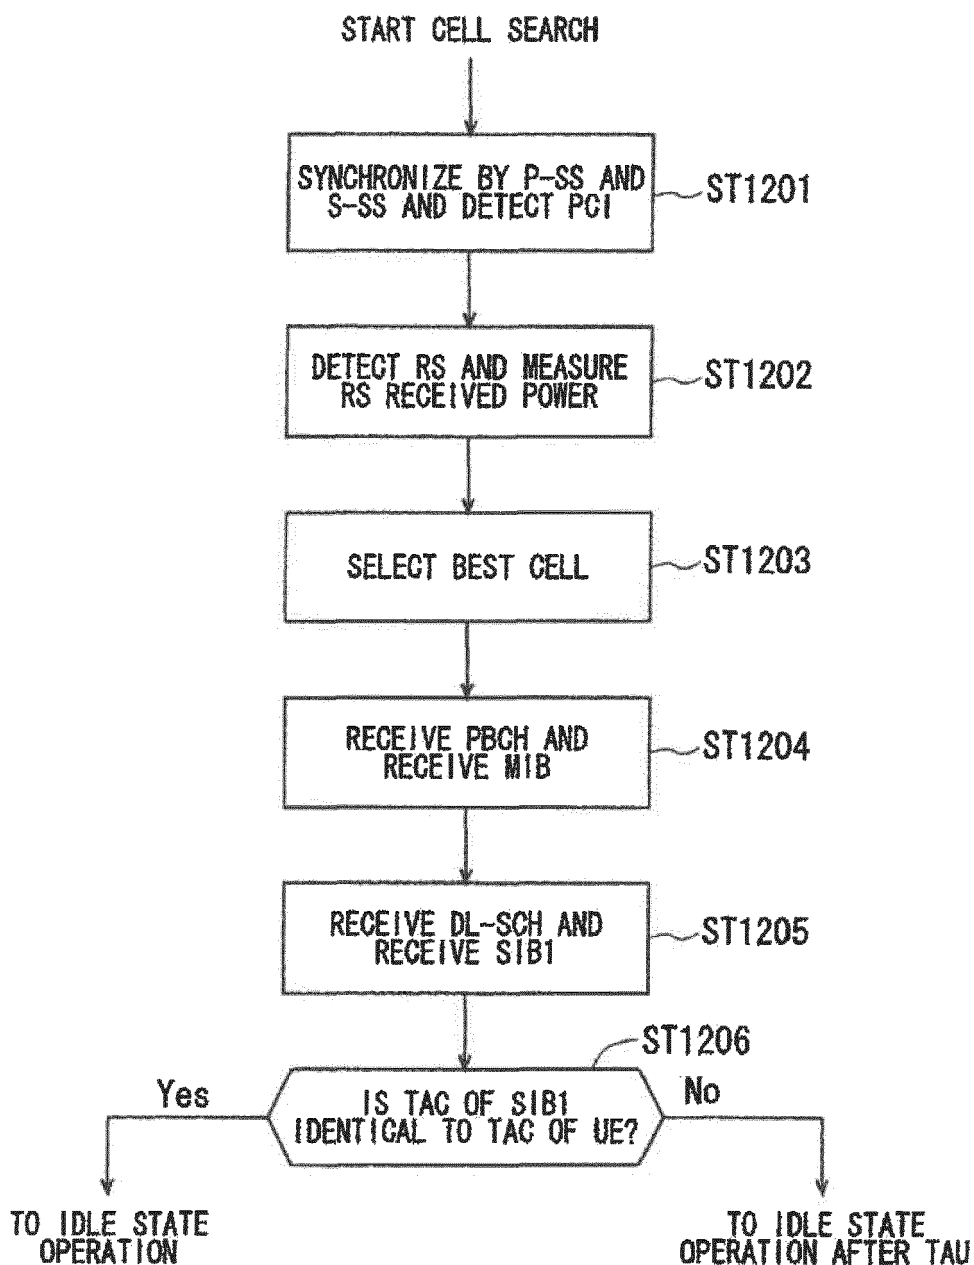 START CELL SEARCH
SYNCHRONIZE BY P-SS AND
S-SS AND DETECT PCI
ST1201
DETECT RS AND MEASURE
RS RECEIVED POWER
ST1202
SELECT BEST CELL
ST1203
RECEIVE PBCH AND
RECEIVE MIB
ST1204
RECEIVE DL-SCH AND
RECEIVE SIB1
ST1205
ST1206
IS TAC OF SIB1
IDENTICAL TO TAC OF UE?
Yes
No
TO IDLE STATE
OPERATION
TO IDLE STATE
OPERATION AFTER TAU